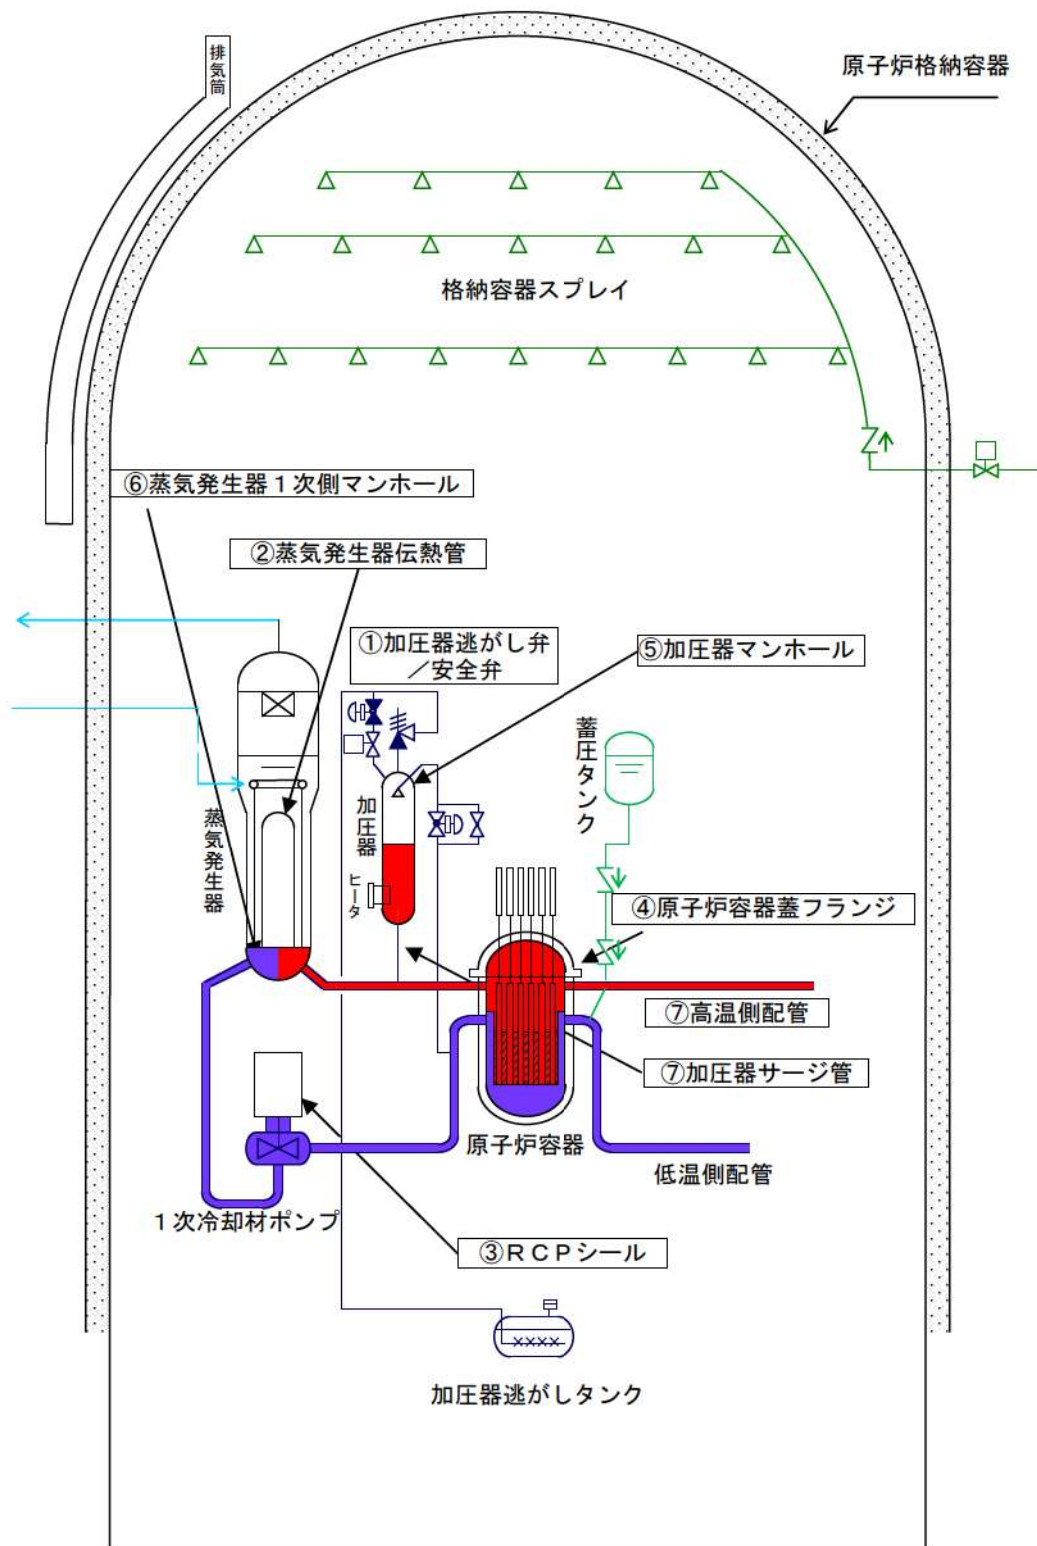 排気筒
原子炉格納容器
格納容器スプレイ
⑥蒸気発生器１次側マンホール
②蒸気発生器伝熱管
①加圧器逃がし弁
／安全弁
⑤加圧器マンホール
蓄圧タンク
加圧器
蒸気発生器
ヒータ
④原子炉容器蓋フランジ
⑦高温側配管
⑦加圧器サージ管
原子炉容器
低温側配管
１次冷却材ポンプ
③ＲＣＰシール
加圧器逃がしタンク